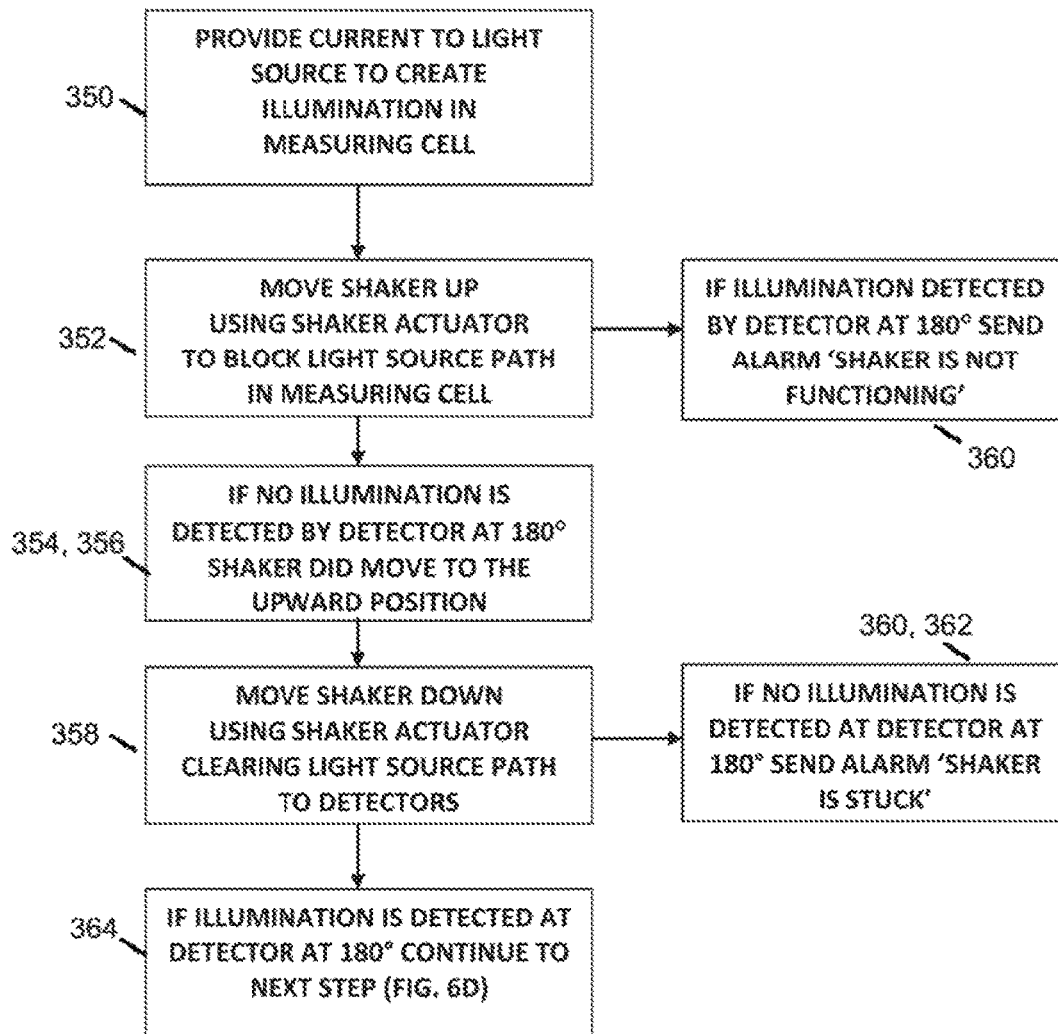 PROVIDE CURRENT TO LIGHT
SOURCE TO CREATE
ILLUMINATION IN
MEASURING CELL
350
MOVE SHAKER UP
USING SHAKER ACTUATOR
TO BLOCK LIGHT SOURCE PATH
IN MEASURING CELL
352
IF ILLUMINATION DETECTED
BY DETECTOR AT 180° SEND
ALARM ‘SHAKER IS NOT
FUNCTIONING’
360
IF NO ILLUMINATION IS
DETECTED BY DETECTOR AT 180°
SHAKER DID MOVE TO THE
UPWARD POSITION
354, 356
MOVE SHAKER DOWN
USING SHAKER ACTUATOR
CLEARING LIGHT SOURCE PATH
TO DETECTORS
358
360, 362
IF NO ILLUMINATION IS
DETECTED AT DETECTOR AT
180° SEND ALARM ‘SHAKER
IS STUCK’
IF ILLUMINATION IS DETECTED AT
DETECTOR AT 180° CONTINUE TO
NEXT STEP (FIG. 6D)
364